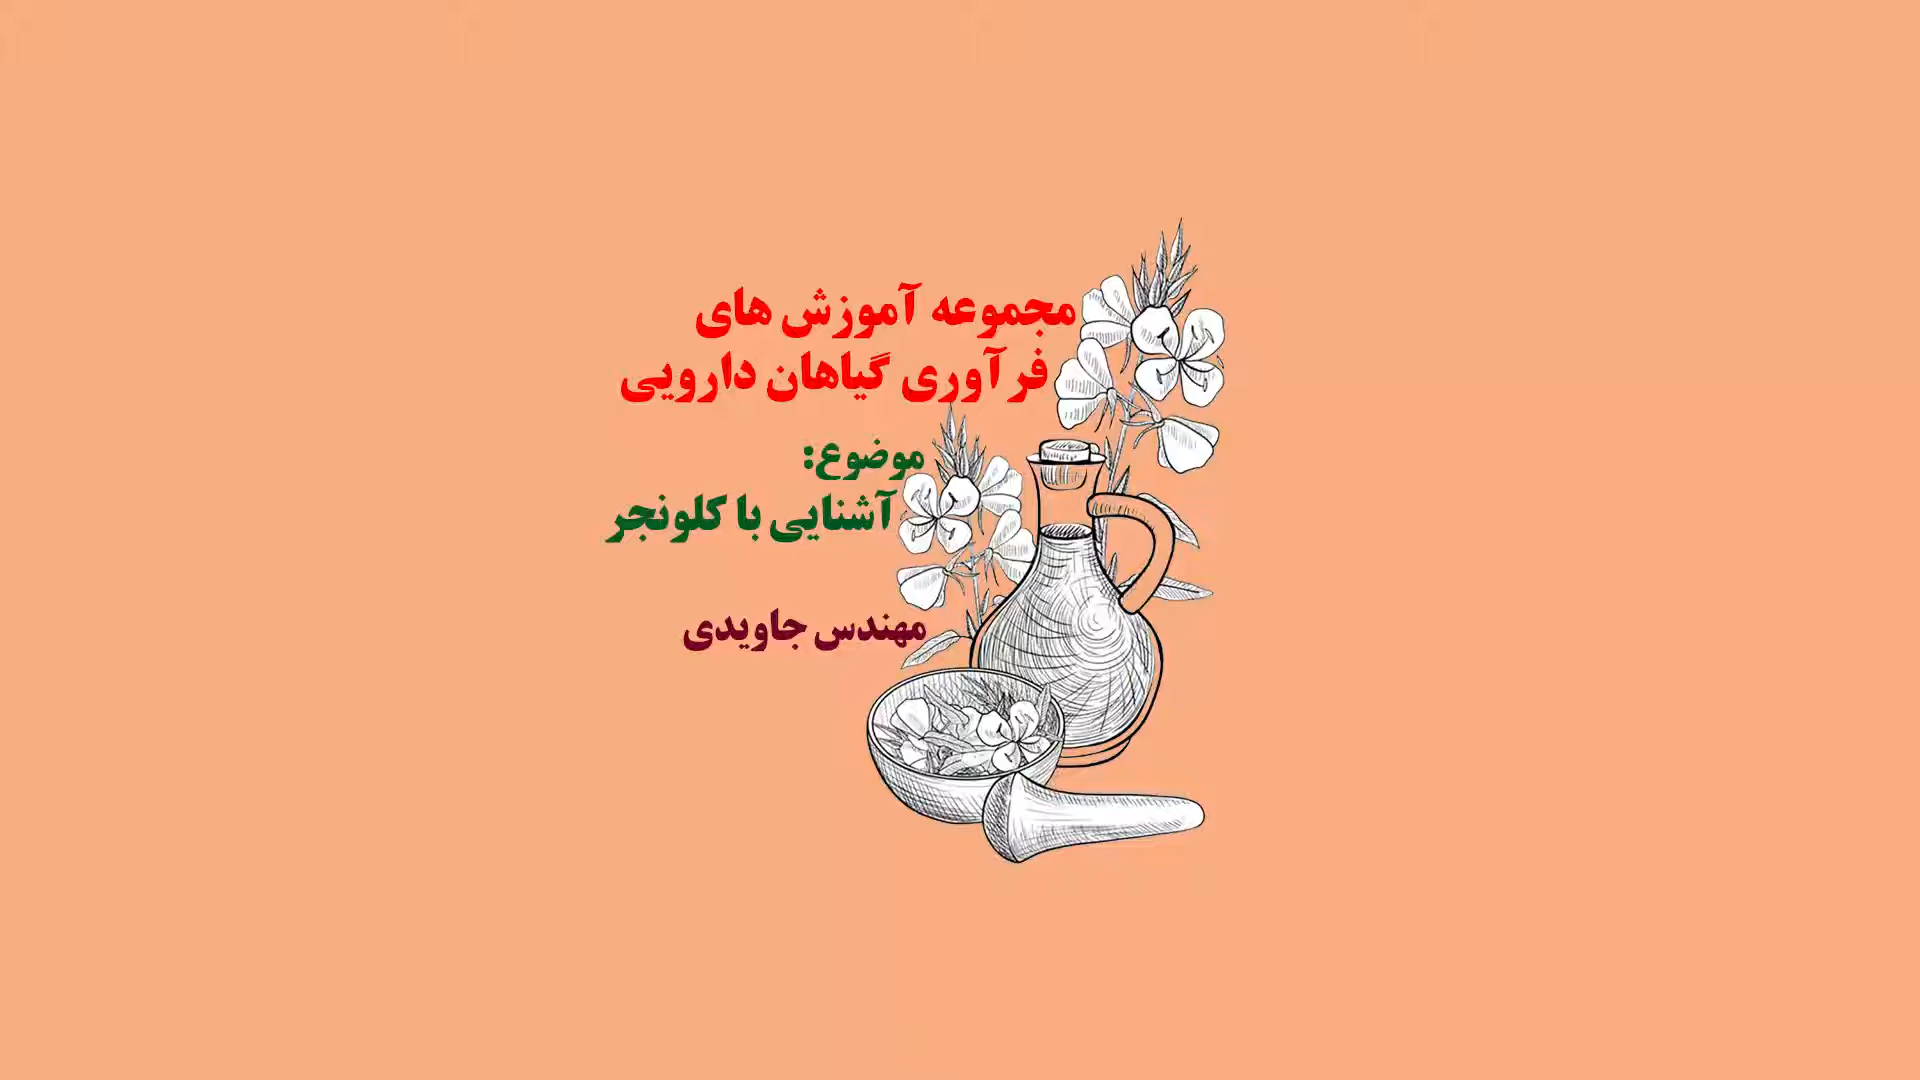 مجموعه آموزش های
فرآوری گیاهان دارویی
موضوع:
آشنایی با کلونجر
مهندس جاویدی